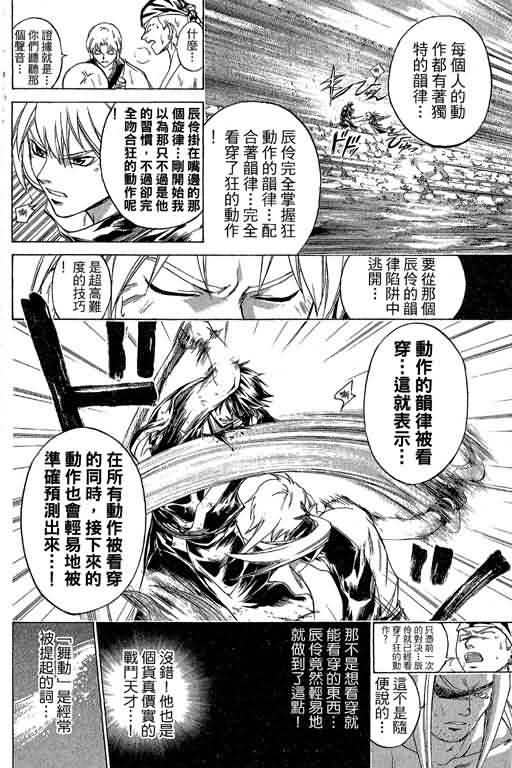 每個人的動
作都有著獨
特的韻律…
什麼…
證據就是…
你們聽聽那
個聲音…
辰伶完全掌握狂
動作的韻律…配
合著韻律…完全
看穿了狂的動作
辰伶掛在嘴邊的那
個旋律…剛開始我
以為那只不過是他
的習慣，不過卻完
全吻合狂的動作呢
！
要從那個
辰伶的韻
律陷阱中
逃開…
是超高難
度的技巧
！
動作的韻律被看
穿…這就表示…
在所有動作被看穿
的同時，接下來的
動作也會輕易地被
準確預測出來…！
只憑前一次
的對決…辰
伶就已經看
穿了狂的動
作？
這不是隨
便說的…
那不是想看穿就
能看穿的東西…
辰伶竟然輕易地
就做到了這點！
沒錯！他也是
個貨真價實的
戰鬥天才…！
『舞動』是經常
被提起的詞…